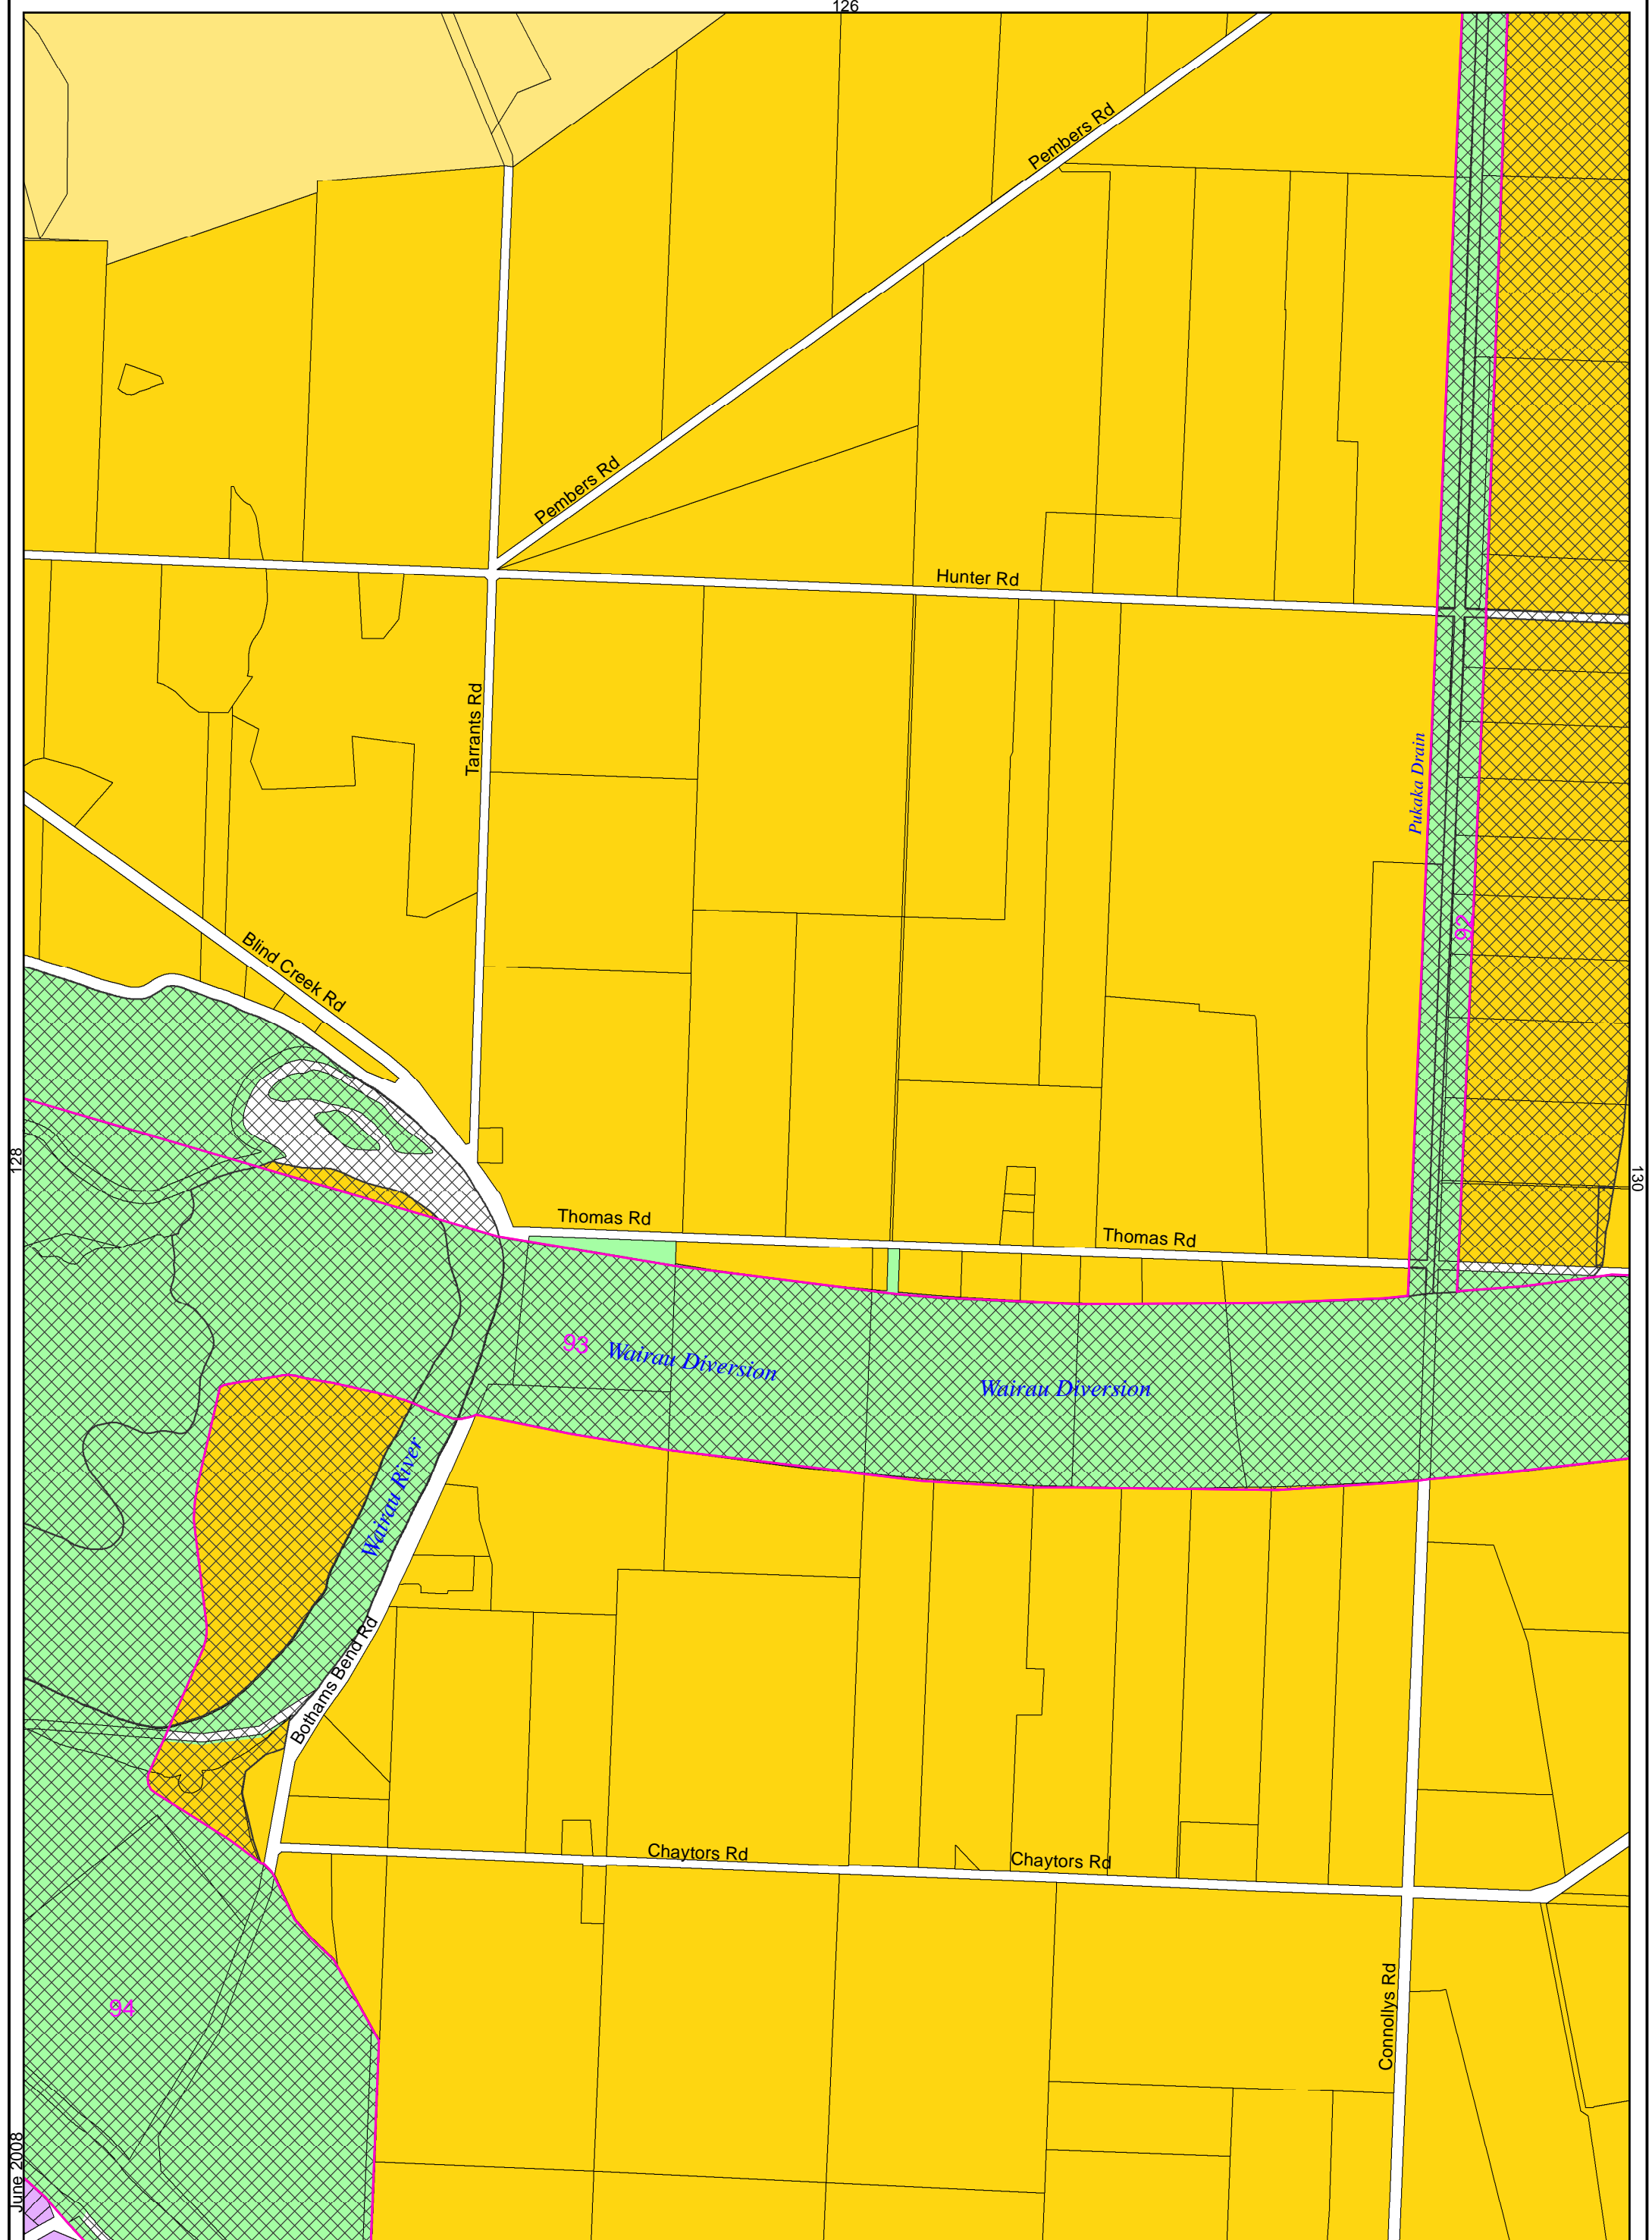 126
Pembers Rd
Pembers Rd
Hunter Rd
Tarrants Rd
Pukaka Drain
92
Blind Creek Rd
128
130
Thomas Rd
Thomas Rd
93
Wairau Diversion
Wairau Diversion
Wairau River
Bothams Bend Rd
Chaytors Rd
Chaytors Rd
94
Connollys Rd
June 2008